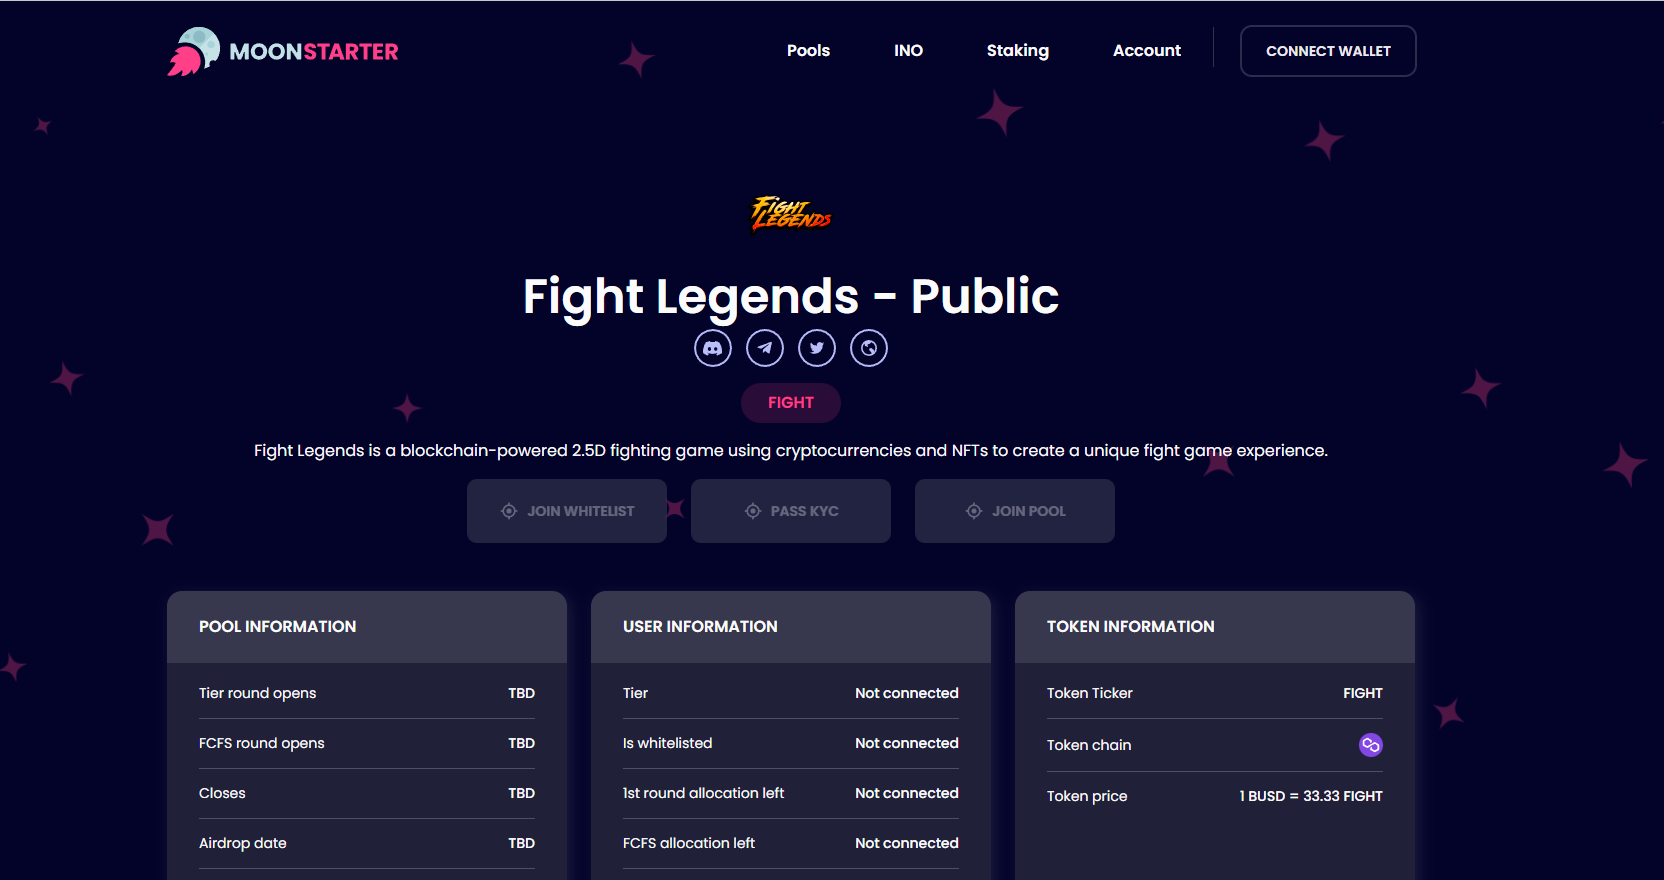 MOONSTARTER
Pools INO Staking Account CONNECT WALLET
FIGHT
LEGENDS
Fight Legends - Public
FIGHT
Fight Legends is a blockchain-powered 2.5D fighting game using cryptocurrencies and NFTs to create a unique fight game experience.
JOIN WHITELIST PASS KYC JOIN POOL
POOL INFORMATION
Tier round opens TBD
FCFS round opens TBD
Closes TBD
Airdrop date TBD
USER INFORMATION
Tier Not connected
Is whitelisted Not connected
1st round allocation left Not connected
FCFS allocation left Not connected
TOKEN INFORMATION
Token Ticker FIGHT
Token chain
Token price 1 BUSD = 33.33 FIGHT